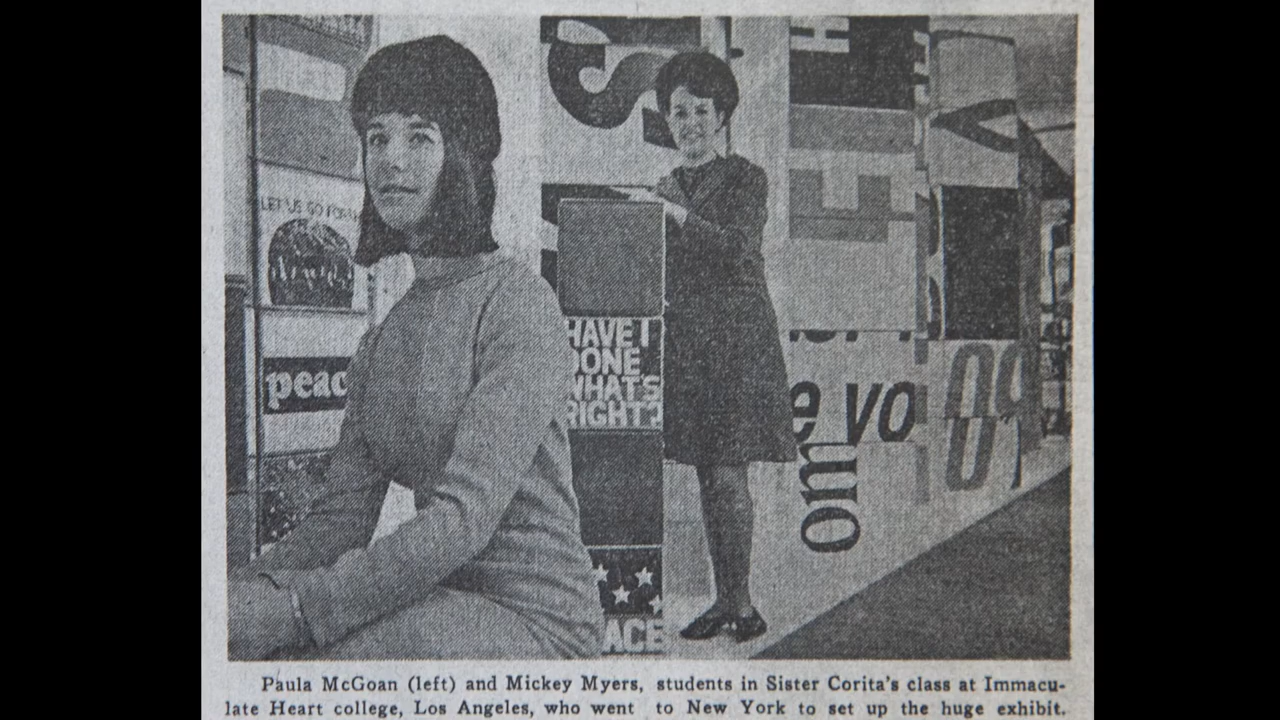 LET US GO FOR
peac
HAVE I
DONE
WHAT'S
RIGHT?
ACE
e vo
om
Paula McGoan (left) and Mickey Myers, students in Sister Corita's class at Immacu-
late Heart college, Los Angeles, who went to New York to set up the huge exhibit.